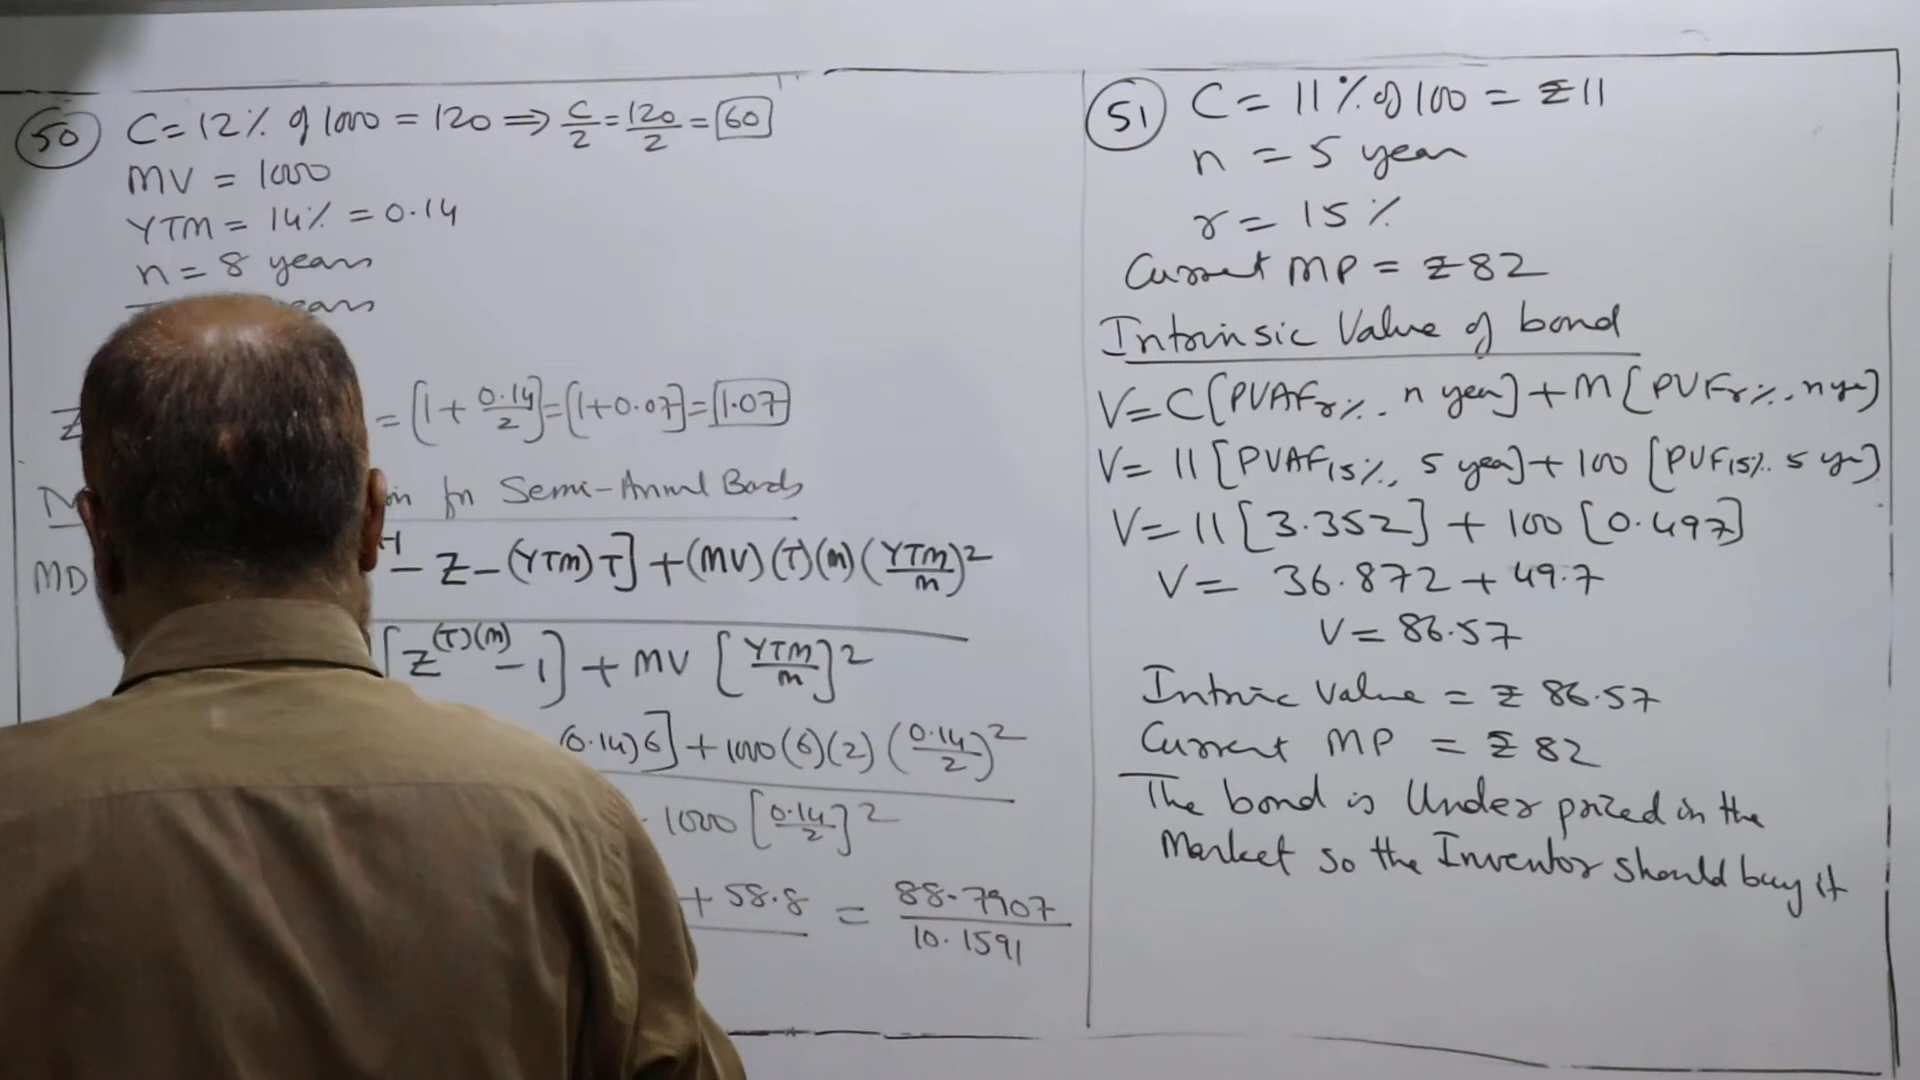 50 C = 12% of 1000 = 120 ⇒ C/2 = 120/2 = 60
MV = 1000
YTM = 14% = 0.14
n = 8 years
= [1 + 0.14/2] = [1+0.07] = 1.07
for Semi-Annual Bonds
MD
- Z - (YTM) T] + (MV) (T) (m) (YTM/m)²
[Z^(T)(m) - 1] + MV [YTM/m]²
(0.14) 6] + 1000 (6) (2) (0.14/2)²
1000 [0.14/2]²
+ 58.8 = 88.7907/10.1591
51 C = 11% of 100 = ₹11
n = 5 year
r = 15%
Current MP = ₹82
Intrinsic Value of bond
V = C [PVAF r%, n year] + M [PVF r%, n yr]
V = 11 [PVAF 15%, 5 year] + 100 [PVF 15%, 5 yr]
V = 11 [3.352] + 100 [0.497]
V = 36.872 + 49.7
V = 86.57
Intrinc Value = ₹ 86.57
Current MP = ₹ 82
The bond is Under priced in the
Market so the Inventor should buy it